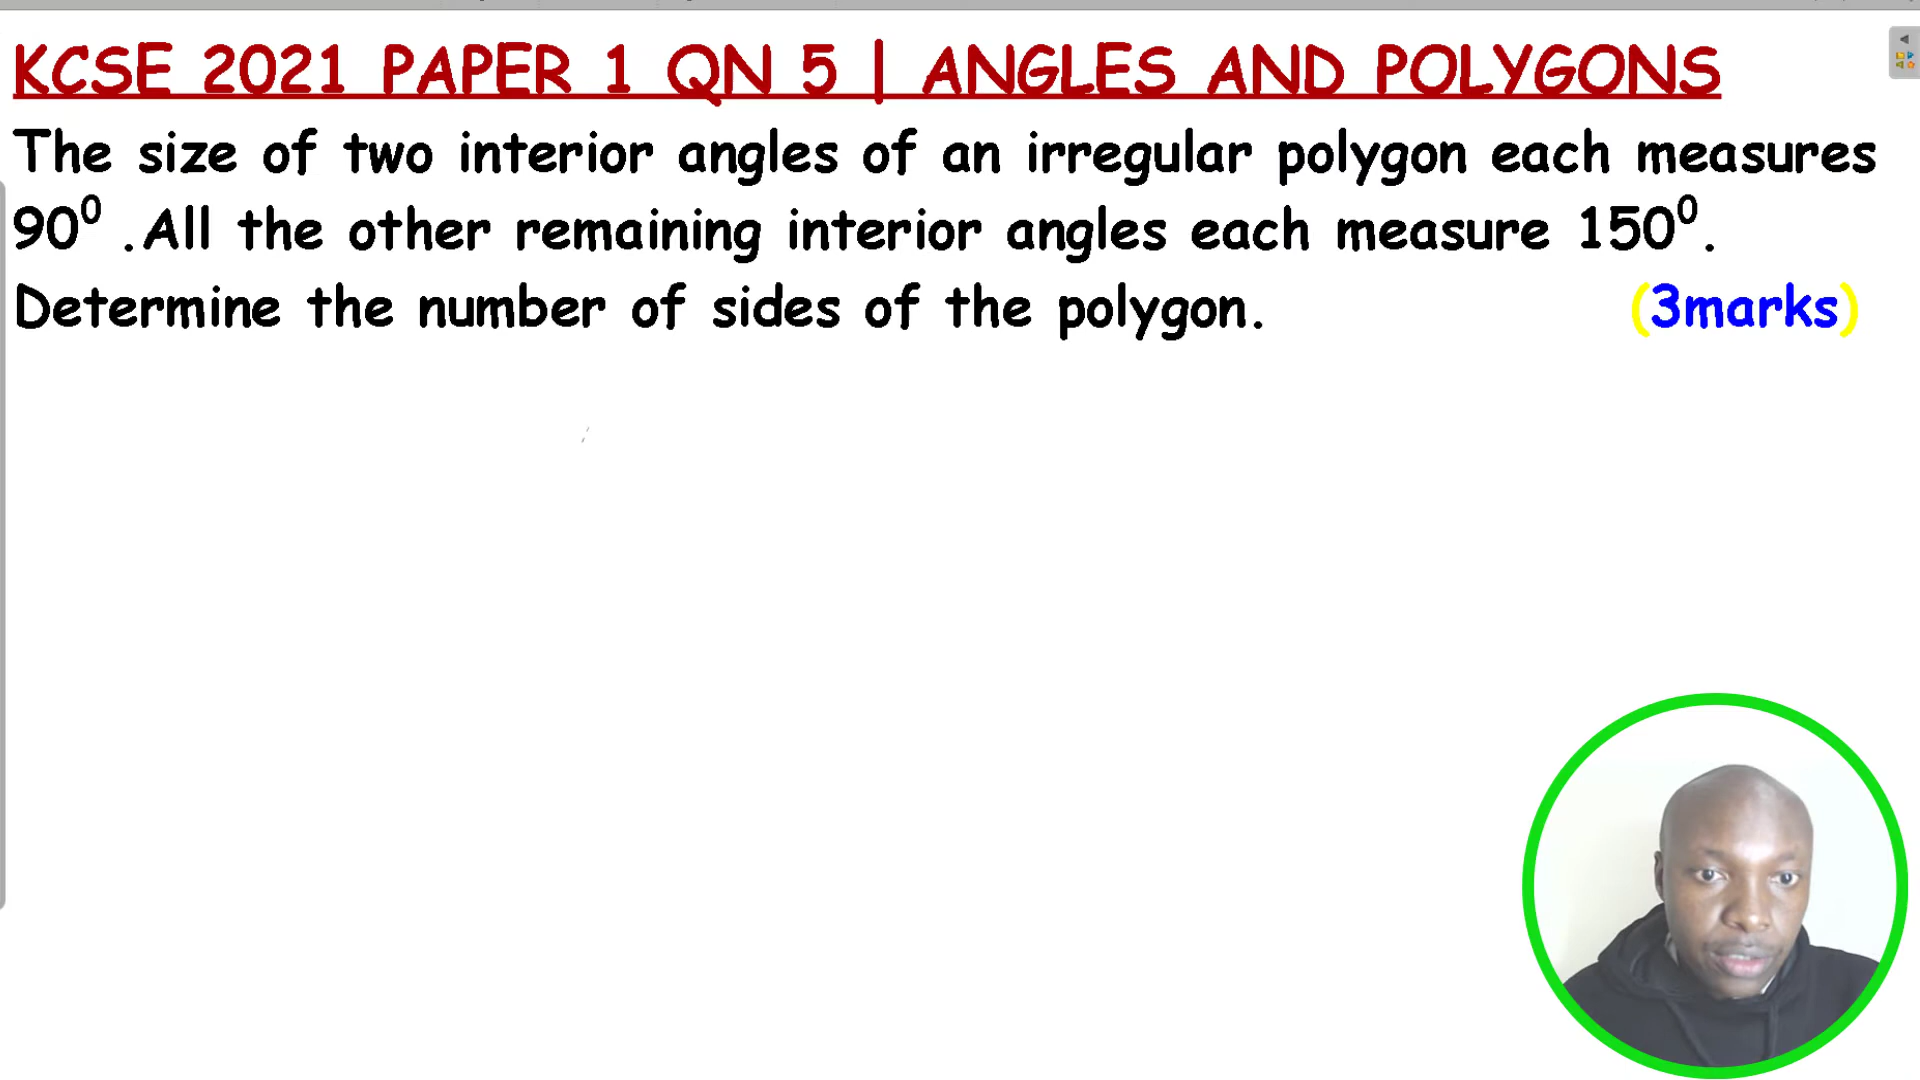 KCSE 2021 PAPER 1 QN 5 | ANGLES AND POLYGONS
The size of two interior angles of an irregular polygon each measures
90⁰ .All the other remaining interior angles each measure 150⁰.
Determine the number of sides of the polygon. (3marks)